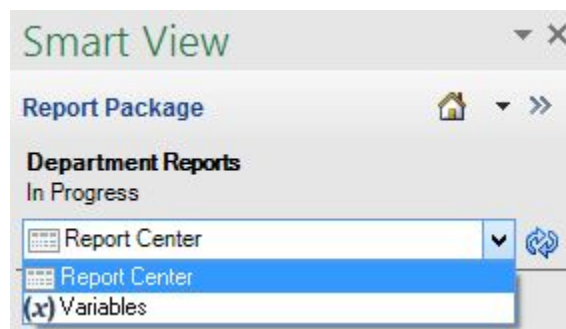 Smart View
Report Package
Department Reports
In Progress
Report Center
Report Center
(x) Variables